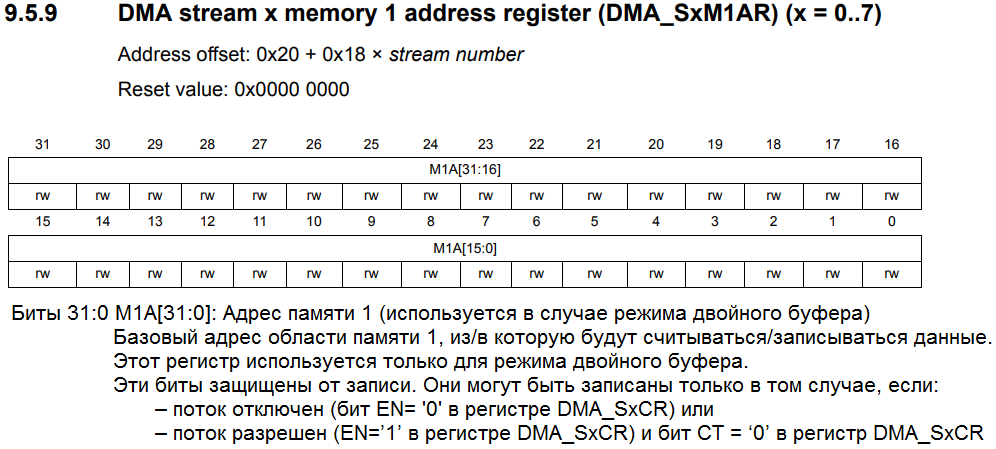 9.5.9 DMA stream x memory 1 address register (DMA_SxM1AR) (x = 0..7)
Address offset: 0x20 + 0x18 × stream number
Reset value: 0x0000 0000
31 30 29 28 27 26 25 24 23 22 21 20 19 18 17 16
M1A[31:16]
rw rw rw rw rw rw rw rw rw rw rw rw rw rw rw rw
15 14 13 12 11 10 9 8 7 6 5 4 3 2 1 0
M1A[15:0]
rw rw rw rw rw rw rw rw rw rw rw rw rw rw rw rw
Биты 31:0 M1A[31:0]: Адрес памяти 1 (используется в случае режима двойного буфера)
Базовый адрес области памяти 1, из/в которую будут считываться/записываться данные.
Этот регистр используется только для режима двойного буфера.
Эти биты защищены от записи. Они могут быть записаны только в том случае, если:
– поток отключен (бит EN= '0' в регистре DMA_SxCR) или
– поток разрешен (EN=’1’ в регистре DMA_SxCR) и бит CT = ‘0’ в регистр DMA_SxCR